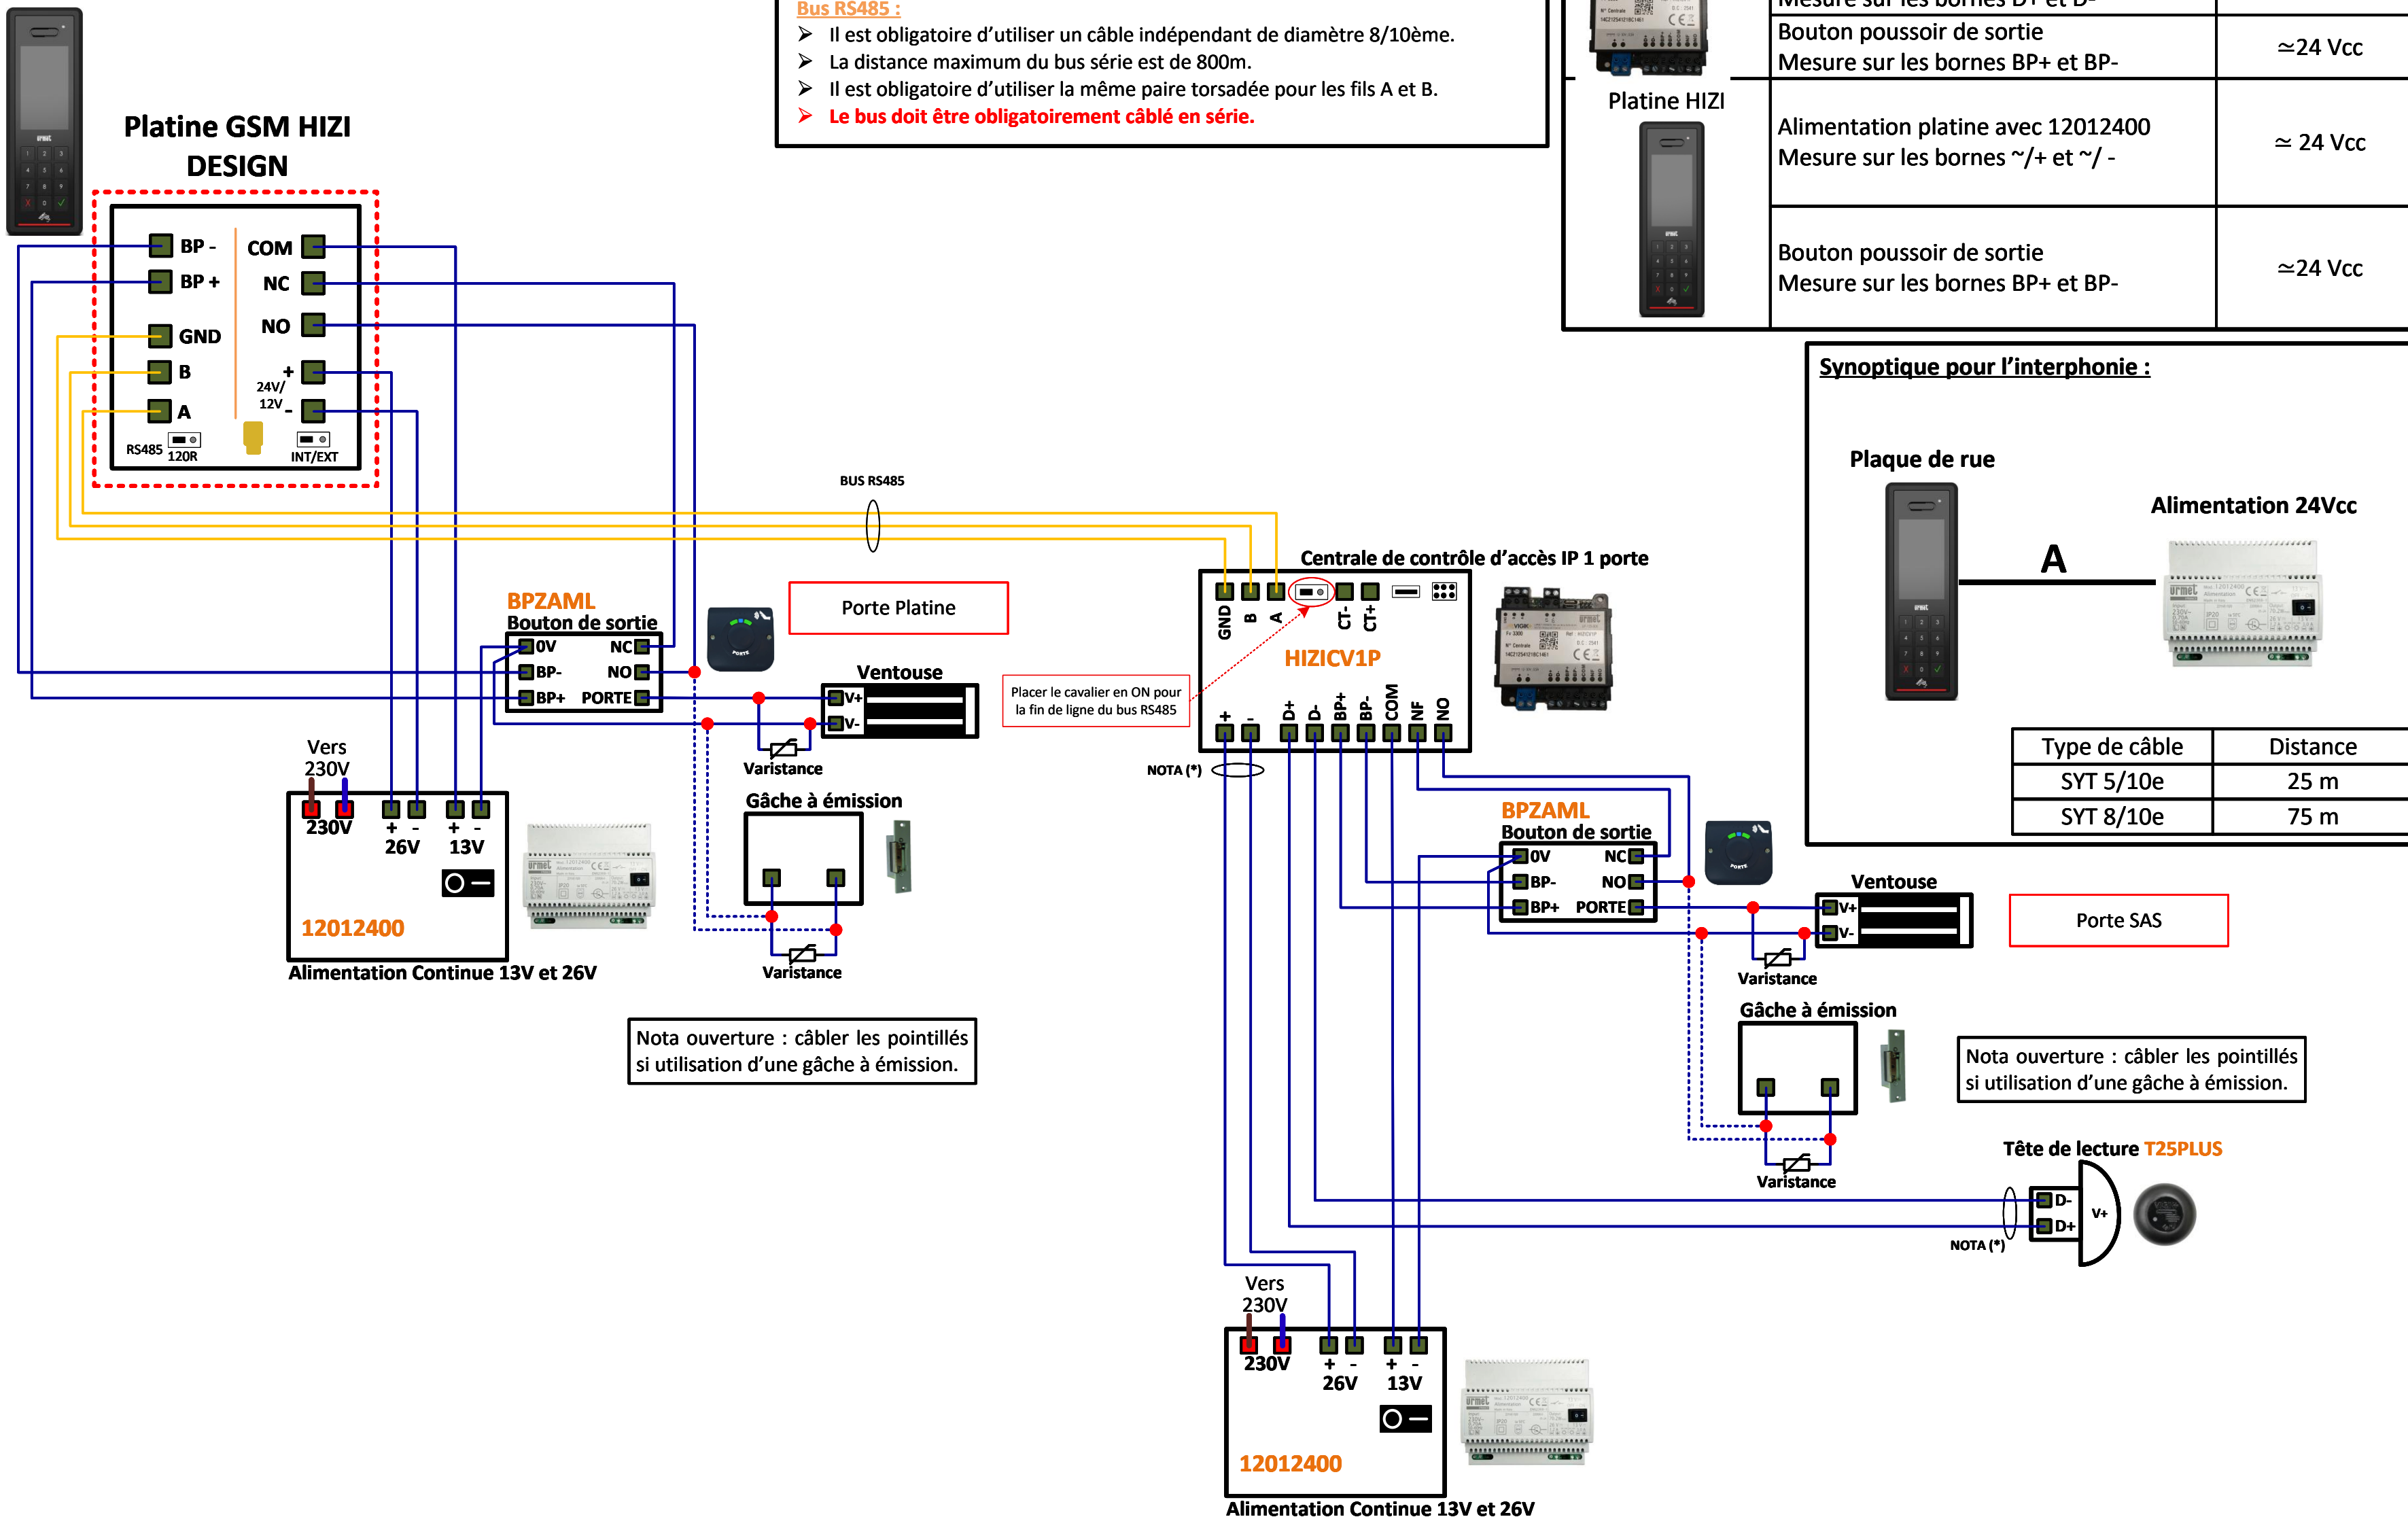 Bus RS485 :
➢ Il est obligatoire d'utiliser un câble indépendant de diamètre 8/10ème.
➢ La distance maximum du bus série est de 800m.
➢ Il est obligatoire d'utiliser la même paire torsadée pour les fils A et B.
➢ Le bus doit être obligatoirement câblé en série.
Mesure sur les bornes D+ et D-
Bouton poussoir de sortie
Mesure sur les bornes BP+ et BP-
≃24 Vcc
Platine HIZI
Alimentation platine avec 12012400
Mesure sur les bornes ~/+ et ~/ -
≃ 24 Vcc
Bouton poussoir de sortie
Mesure sur les bornes BP+ et BP-
≃24 Vcc
Platine GSM HIZI
DESIGN
BP -
BP +
GND
B
A
COM
NC
NO
+
24V/
12V
-
RS485
120R
INT/EXT
BUS RS485
Synoptique pour l'interphonie :
Plaque de rue
Alimentation 24Vcc
A
Type de câble Distance
SYT 5/10e 25 m
SYT 8/10e 75 m
BPZAML
Bouton de sortie
0V NC
BP- NO
BP+ PORTE
PORTE
Porte Platine
Ventouse
V+
V-
Varistance
Gâche à émission
Varistance
Vers
230V
230V
+ -
26V
+ -
13V
12012400
Alimentation Continue 13V et 26V
urmet
Nota ouverture : câbler les pointillés
si utilisation d'une gâche à émission.
Centrale de contrôle d'accès IP 1 porte
GND
B
A
CT-
CT+
HIZICV1P
Placer le cavalier en ON pour
la fin de ligne du bus RS485
+
-
D+
D-
BP+
BP-
COM
NF
NO
NOTA (*)
BPZAML
Bouton de sortie
0V NC
BP- NO
BP+ PORTE
PORTE
Ventouse
V+
V-
Porte SAS
Varistance
Gâche à émission
Varistance
Nota ouverture : câbler les pointillés
si utilisation d'une gâche à émission.
Tête de lecture T25PLUS
D-
D+
V+
NOTA (*)
Vers
230V
230V
+ -
26V
+ -
13V
12012400
Alimentation Continue 13V et 26V
urmet